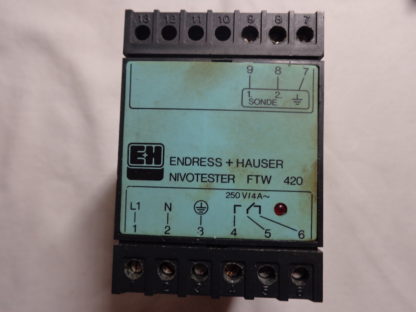 13 12 11 10 9 8 7
9 8 7
1 2
SONDE
E+H
ENDRESS + HAUSER
NIVOTESTER FTW 420
250 V/4A~
L1 N
1 2 3 4 5 6